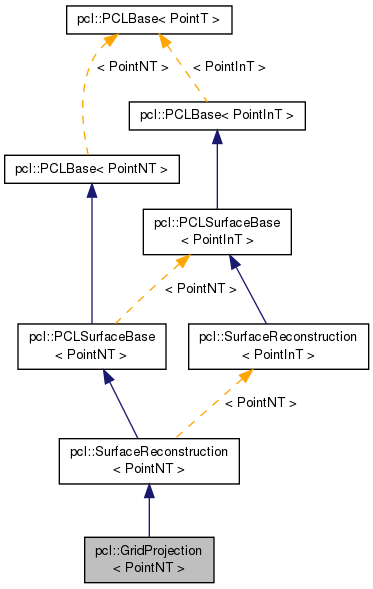 pcl::PCLBase< PointT >
< PointNT >
< PointInT >
pcl::PCLBase< PointInT >
pcl::PCLBase< PointNT >
pcl::PCLSurfaceBase
< PointInT >
< PointNT >
pcl::PCLSurfaceBase
< PointNT >
pcl::SurfaceReconstruction
< PointInT >
< PointNT >
pcl::SurfaceReconstruction
< PointNT >
pcl::GridProjection
< PointNT >